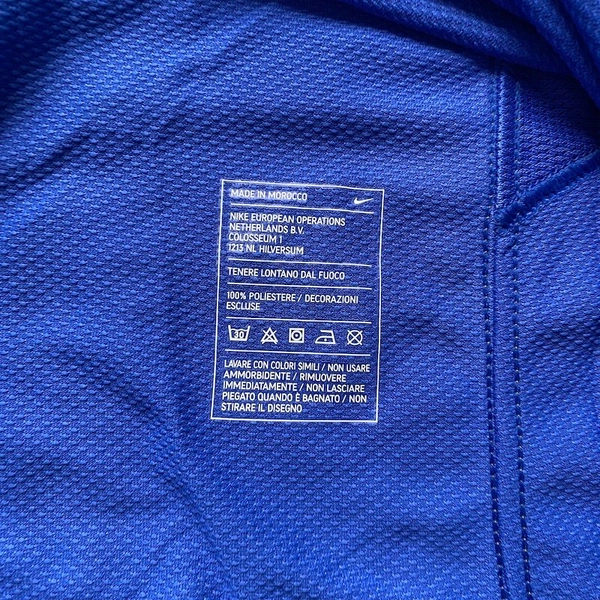 MADE IN MOROCCO
NIKE EUROPEAN OPERATIONS
NETHERLANDS B.V.
COLOSSEUM 1
1213 NL HILVERSUM
TENERE LONTANO DAL FUOCO
100% POLIESTERE / DECORAZIONI
ESCLUSE
30
LAVARE CON COLORI SIMILI / NON USARE
AMMORBIDENTE / RIMUOVERE
IMMEDIATAMENTE / NON LASCIARE
PIEGATO QUANDO È BAGNATO / NON
STIRARE IL DISEGNO